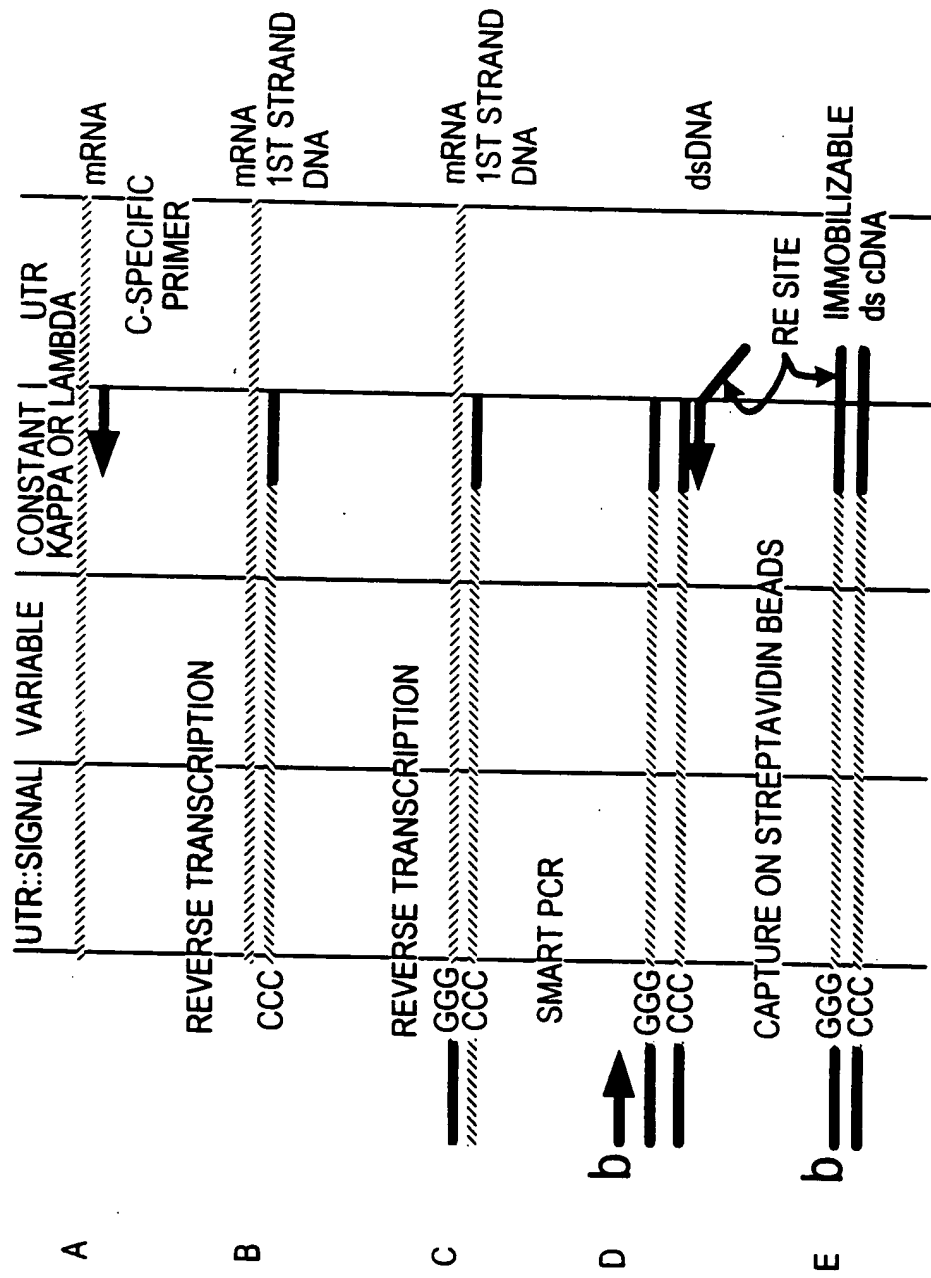 UTR::SIGNAL VARIABLE CONSTANT UTR
KAPPA OR LAMBDA
A mRNA
C-SPECIFIC
PRIMER
REVERSE TRANSCRIPTION
B mRNA
CCC 1ST STRAND
DNA
REVERSE TRANSCRIPTION
C GGG mRNA
CCC 1ST STRAND
DNA
SMART PCR
D b
GGG dsDNA
CCC
RE SITE
CAPTURE ON STREPTAVIDIN BEADS
E b GGG IMMOBILIZABLE
CCC ds cDNA